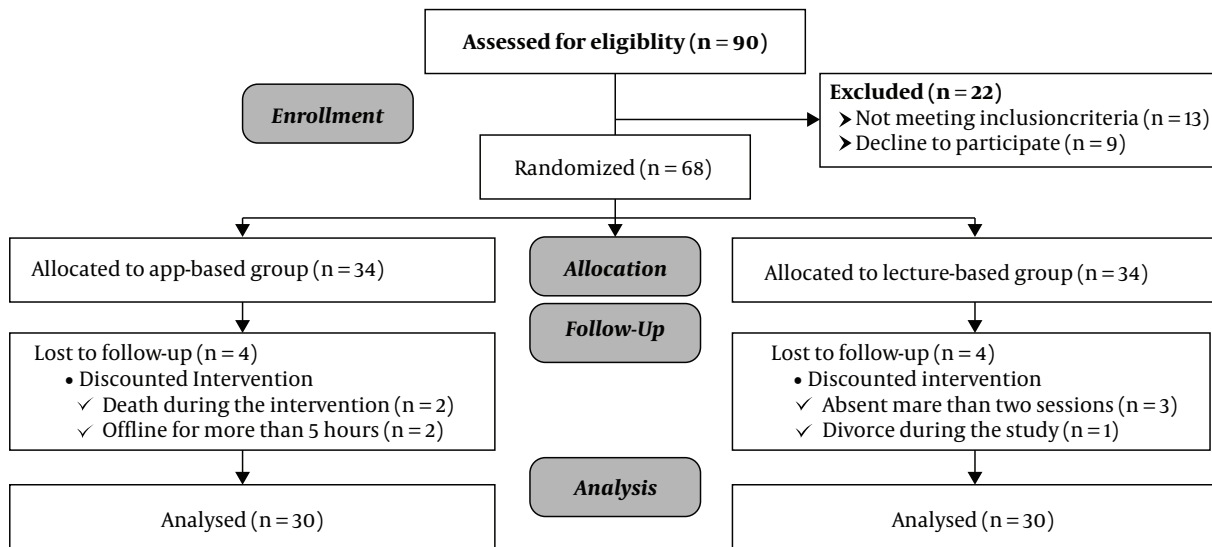 Assessed for eligiblity (n = 90)
Enrollment
Excluded (n = 22)
➤ Not meeting inclusioncriteria (n = 13)
➤ Decline to participate (n = 9)
Randomized (n = 68)
Allocated to app-based group (n = 34)
Allocation
Allocated to lecture-based group (n = 34)
Follow-Up
Lost to follow-up (n = 4)
• Discounted Intervention
✓ Death during the intervention (n = 2)
✓ Offline for more than 5 hours (n = 2)
Lost to follow-up (n = 4)
• Discounted intervention
✓ Absent mare than two sessions (n = 3)
✓ Divorce during the study (n = 1)
Analysis
Analysed (n = 30)
Analysed (n = 30)